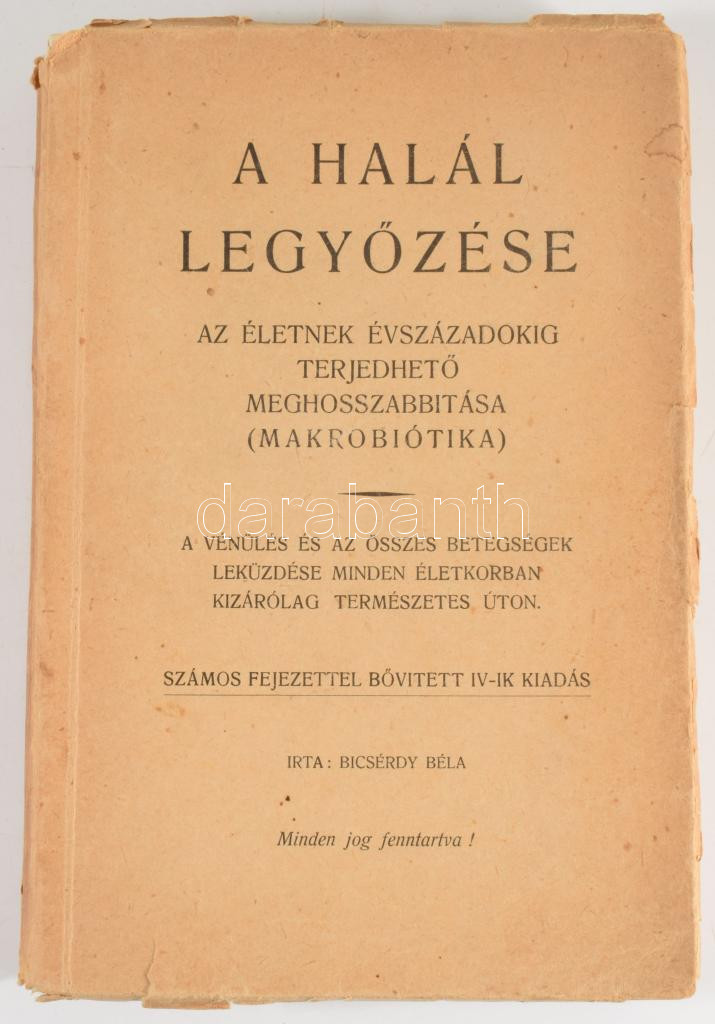 A HALÁL
LEGYŐZÉSE
AZ ÉLETNEK ÉVSZÁZADOKIG
TERJEDHETŐ
MEGHOSSZABBITÁSA
(MAKROBIÓTIKA)
darabanth
A VÉNÜLÉS ÉS AZ ÖSSZES BETEGSÉGEK
LEKÜZDÉSE MINDEN ÉLETKORBAN
KIZÁRÓLAG TERMÉSZETES ÚTON.
SZÁMOS FEJEZETTEL BŐVITETT IV-IK KIADÁS
IRTA: BICSÉRDY BÉLA
Minden jog fenntartva!